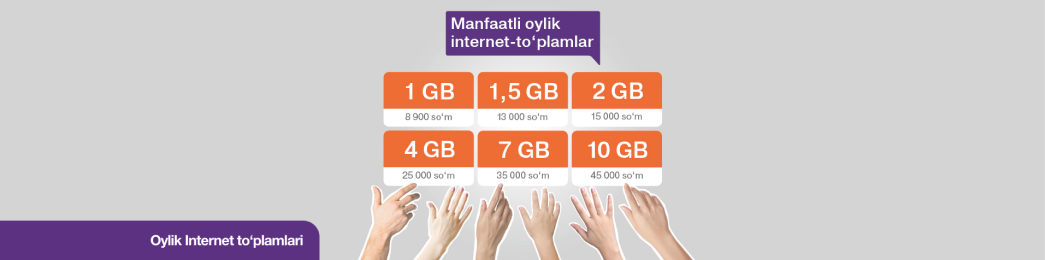 Manfaatli oylik
internet-to‘plamlar
1 GB 1,5 GB 2 GB
8 900 so'm 13 000 so'm 15 000 so'm
4 GB 7 GB 10 GB
25 000 so'm 35 000 so'm 45 000 so'm
Oylik Internet to‘plamlari